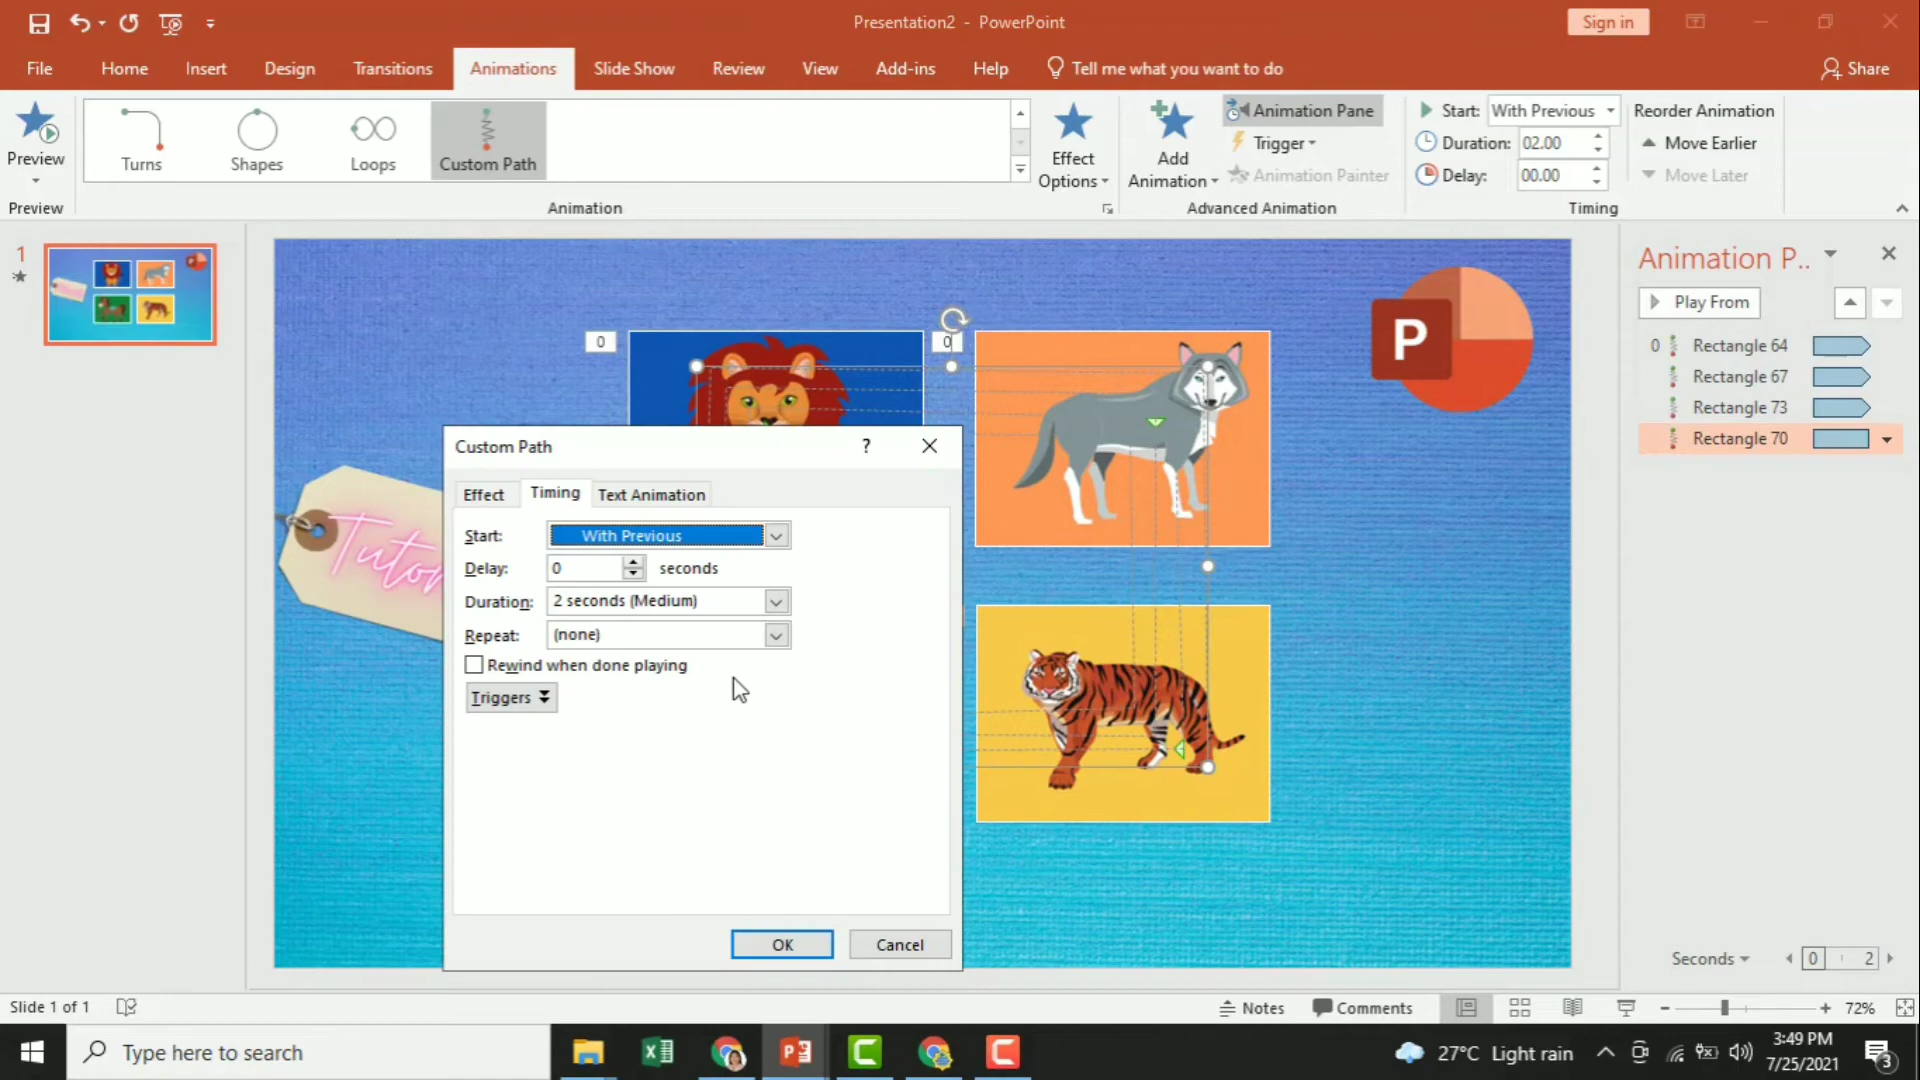 Presentation2 - PowerPoint
Sign in
File
Home
Insert
Design
Transitions
Animations
Slide Show
Review
View
Add-ins
Help
Tell me what you want to do
Share
Preview
Preview
Turns
Shapes
Loops
Custom Path
Animation
Effect
Options
Add
Animation
Animation Pane
Trigger
Animation Painter
Advanced Animation
Start: With Previous
Duration: 02.00
Delay: 00.00
Timing
Reorder Animation
Move Earlier
Move Later
1
0
0
P
Tutor
Custom Path
?
Effect
Timing
Text Animation
Start: With Previous
Delay: 0 seconds
Duration: 2 seconds (Medium)
Repeat: (none)
Rewind when done playing
Triggers
OK
Cancel
Animation P..
Play From
0 Rectangle 64
Rectangle 67
Rectangle 73
Rectangle 70
Seconds
0
2
Slide 1 of 1
Notes
Comments
72%
Type here to search
27°C Light rain
3:49 PM
7/25/2021
3